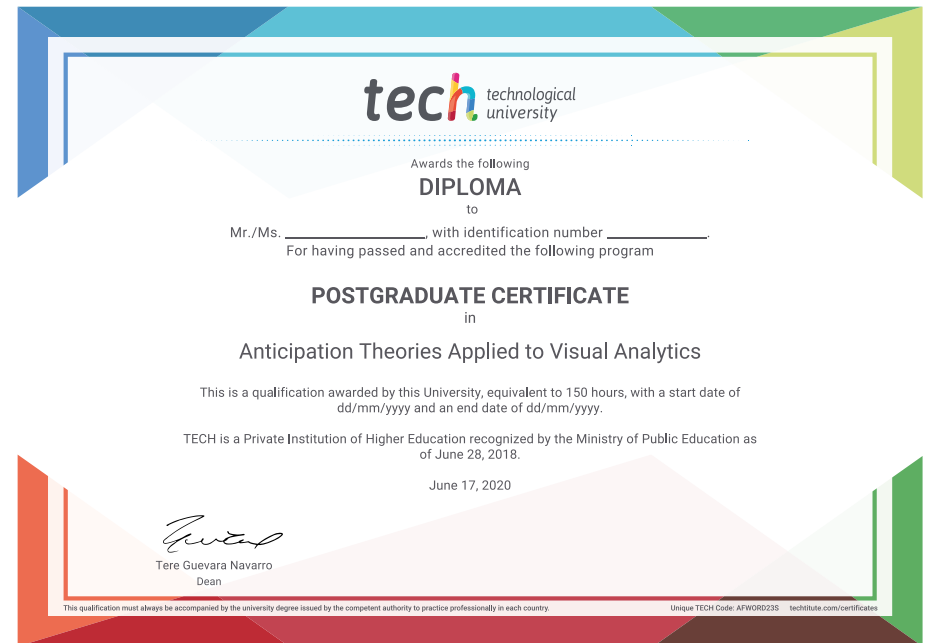 tech technological
university
Awards the following
DIPLOMA
to
Mr./Ms. ____________________, with identification number ______________.
For having passed and accredited the following program
POSTGRADUATE CERTIFICATE
in
Anticipation Theories Applied to Visual Analytics
This is a qualification awarded by this University, equivalent to 150 hours, with a start date of
dd/mm/yyyy and an end date of dd/mm/yyyy.
TECH is a Private Institution of Higher Education recognized by the Ministry of Public Education as
of June 28, 2018.
June 17, 2020
Tere Guevara Navarro
Dean
This qualification must always be accompanied by the university degree issued by the competent authority to practice professionally in each country. Unique TECH Code: AFWORD23S techtitute.com/certificates